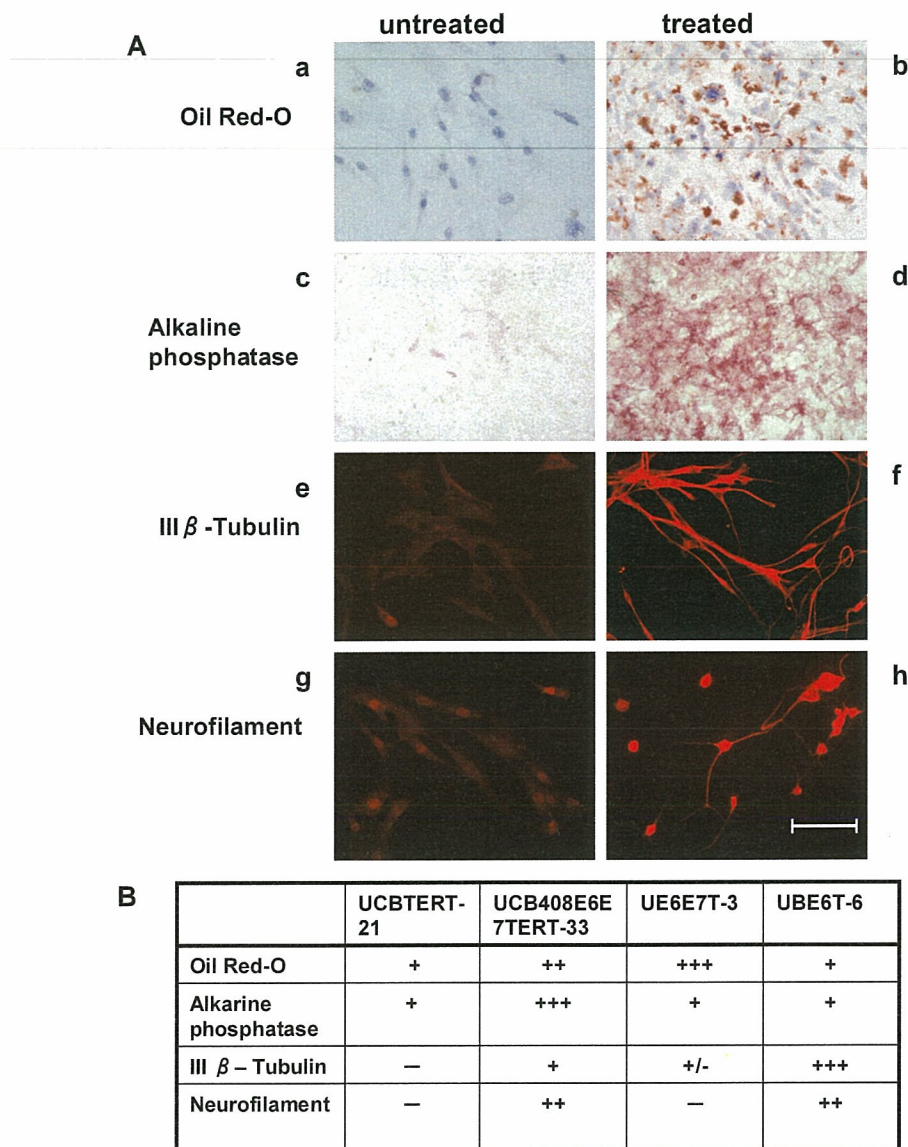 untreated treated
A
a b
Oil Red-O
c d
Alkaline
phosphatase
e f
III β -Tubulin
g h
Neurofilament
B
UCBTERT-
21
UCB408E6E
7TERT-33
UE6E7T-3
UBE6T-6
Oil Red-O + ++ +++ +
Alkarine
phosphatase
+ +++ + +
III β – Tubulin — + +/- +++
Neurofilament — ++ — ++